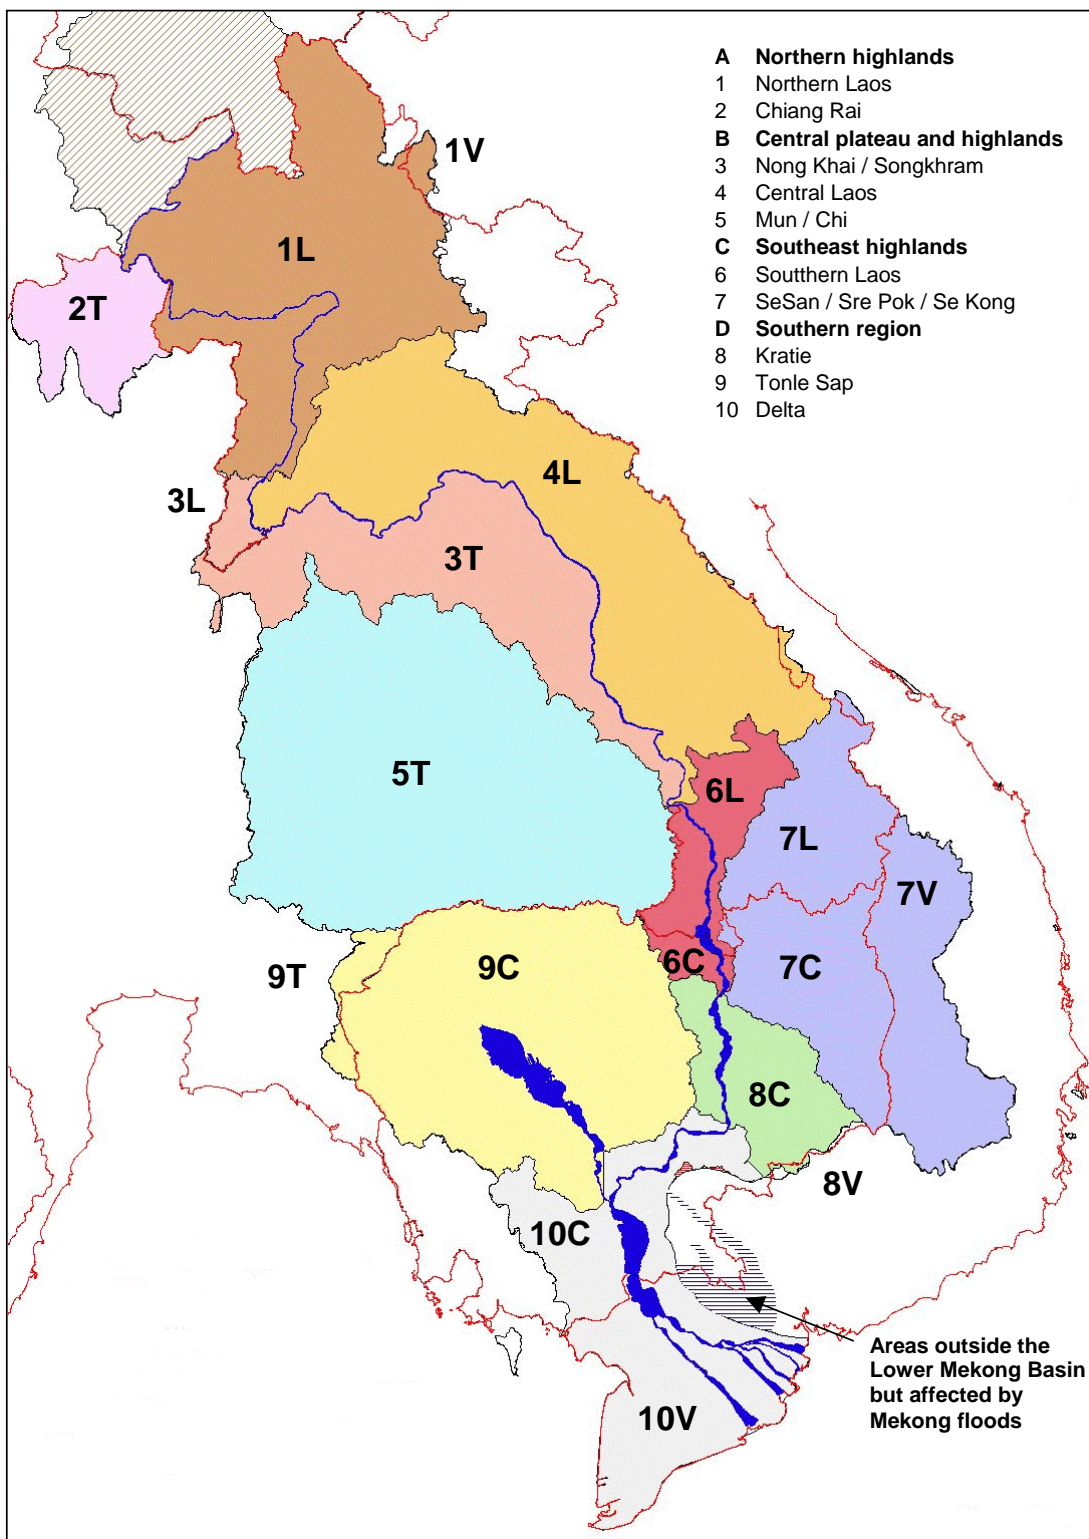 A Northern highlands
1 Northern Laos
2 Chiang Rai
B Central plateau and highlands
3 Nong Khai / Songkhram
4 Central Laos
5 Mun / Chi
C Southeast highlands
6 Soutthern Laos
7 SeSan / Sre Pok / Se Kong
D Southern region
8 Kratie
9 Tonle Sap
10 Delta
1V
1L
2T
4L
3L
3T
5T
6L
7L
7V
9T
9C
6C
7C
8C
8V
10C
Areas outside the
Lower Mekong Basin
but affected by
Mekong floods
10V